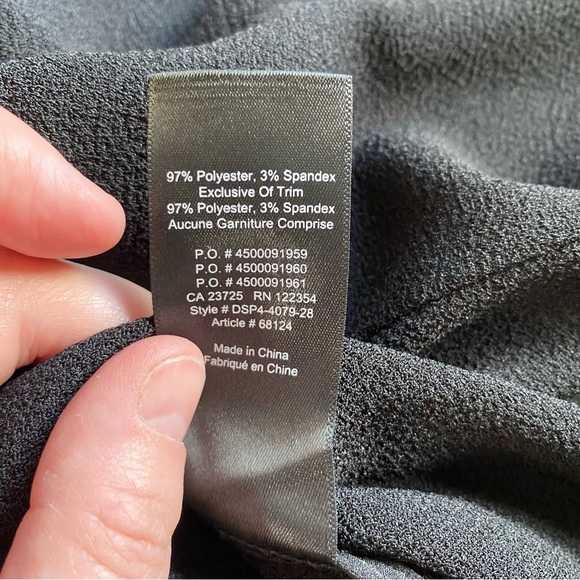 97% Polyester, 3% Spandex
Exclusive Of Trim
97% Polyester, 3% Spandex
Aucune Garniture Comprise
P.O. # 4500091959
P.O. # 4500091960
P.O. # 4500091961
CA 23725 RN 122354
Style # DSP4-4079-28
Article # 68124
Made in China
Fabriqué en Chine